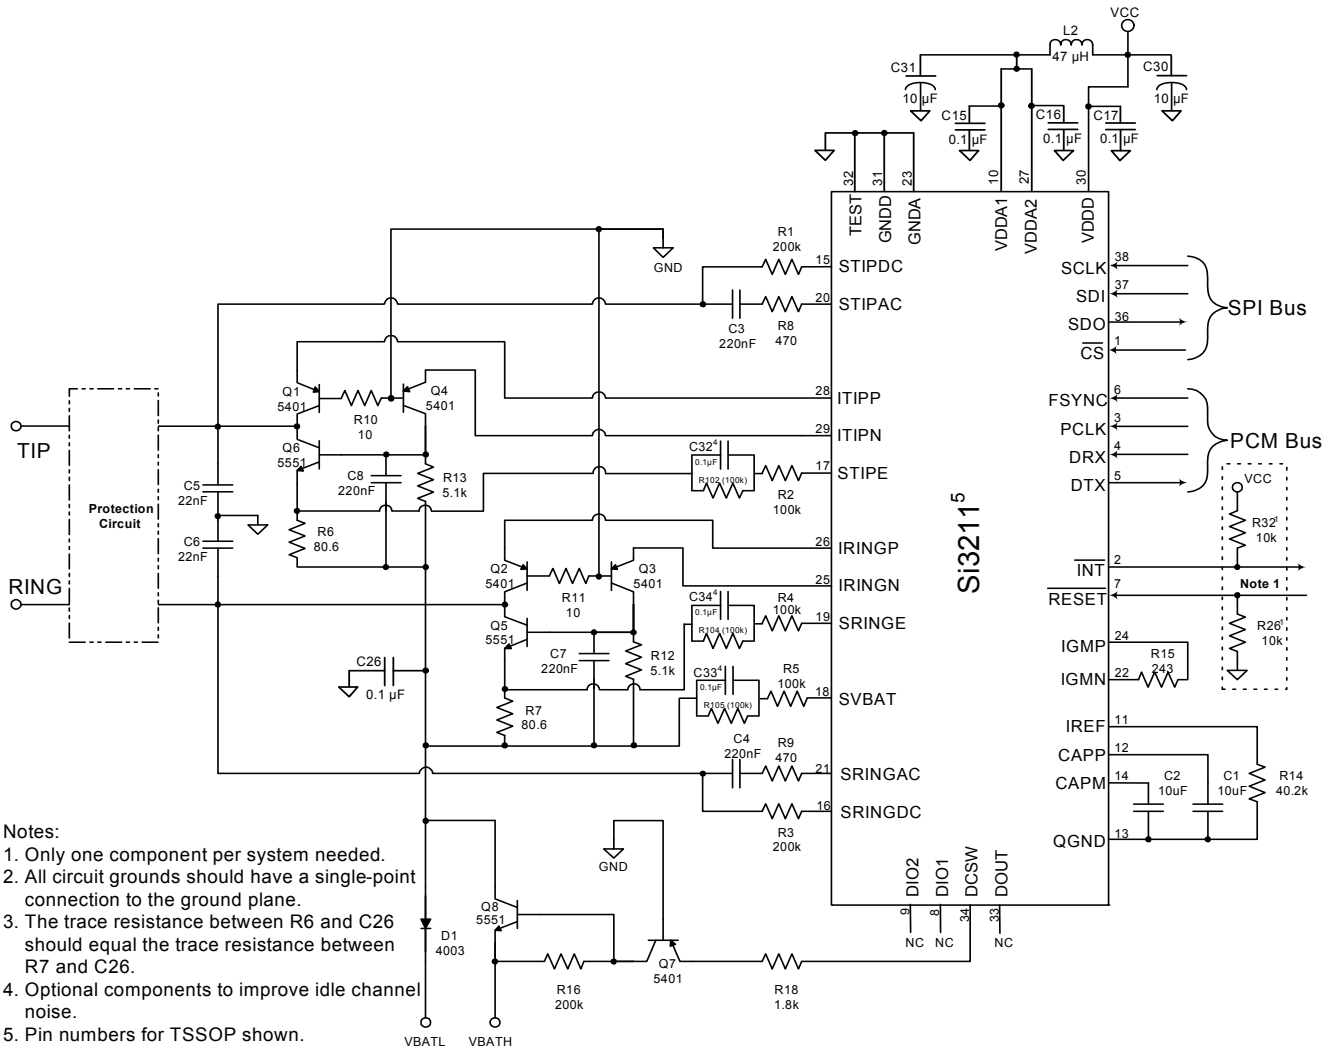 VCC
L2
47 µH
C31
10 µF
C30
10 µF
C15
0.1 µF
C16
0.1 µF
C17
0.1 µF
32
31
23
10
27
30
TEST
GNDD
GNDA
VDDA1
VDDA2
VDDD
GND
R1
200k
15
STIPDC
C3
220nF
R8
470
20
STIPAC
SCLK
38
SDI
37
SDO
36
CS
1
SPI Bus
Q1
5401
R10
10
Q4
5401
28
ITIPP
29
ITIPN
FSYNC
6
PCLK
3
DRX
4
DTX
5
PCM Bus
TIP
Q6
5551
C8
220nF
R13
5.1k
C32⁴
0.1µF
R102 (100k)
R2
100k
17
STIPE
Protection
Circuit
C5
22nF
C6
22nF
R6
80.6
Si3211⁵
VCC
R32¹
10k
INT
2
Note 1
RESET
7
R26¹
10k
26
IRINGP
RING
Q2
5401
R11
10
Q3
5401
25
IRINGN
C34⁴
0.1µF
R104 (100k)
R4
100k
19
SRINGE
Q5
5551
C7
220nF
R12
5.1k
IGMP
24
R15
243
IGMN
22
C26
0.1 µF
C33⁴
0.1µF
R105 (100k)
R5
100k
18
SVBAT
R7
80.6
IREF
11
CAPP
12
CAPM
14
C2
10uF
C1
10uF
R14
40.2k
QGND
13
C4
220nF
R9
470
21
SRINGAC
16
SRINGDC
R3
200k
GND
DIO2
DIO1
DCSW
DOUT
9
8
34
33
NC
NC
NC
Q8
5551
D1
4003
R16
200k
Q7
5401
R18
1.8k
VBATL
VBATH
Notes:
1. Only one component per system needed.
2. All circuit grounds should have a single-point
connection to the ground plane.
3. The trace resistance between R6 and C26
should equal the trace resistance between
R7 and C26.
4. Optional components to improve idle channel
noise.
5. Pin numbers for TSSOP shown.